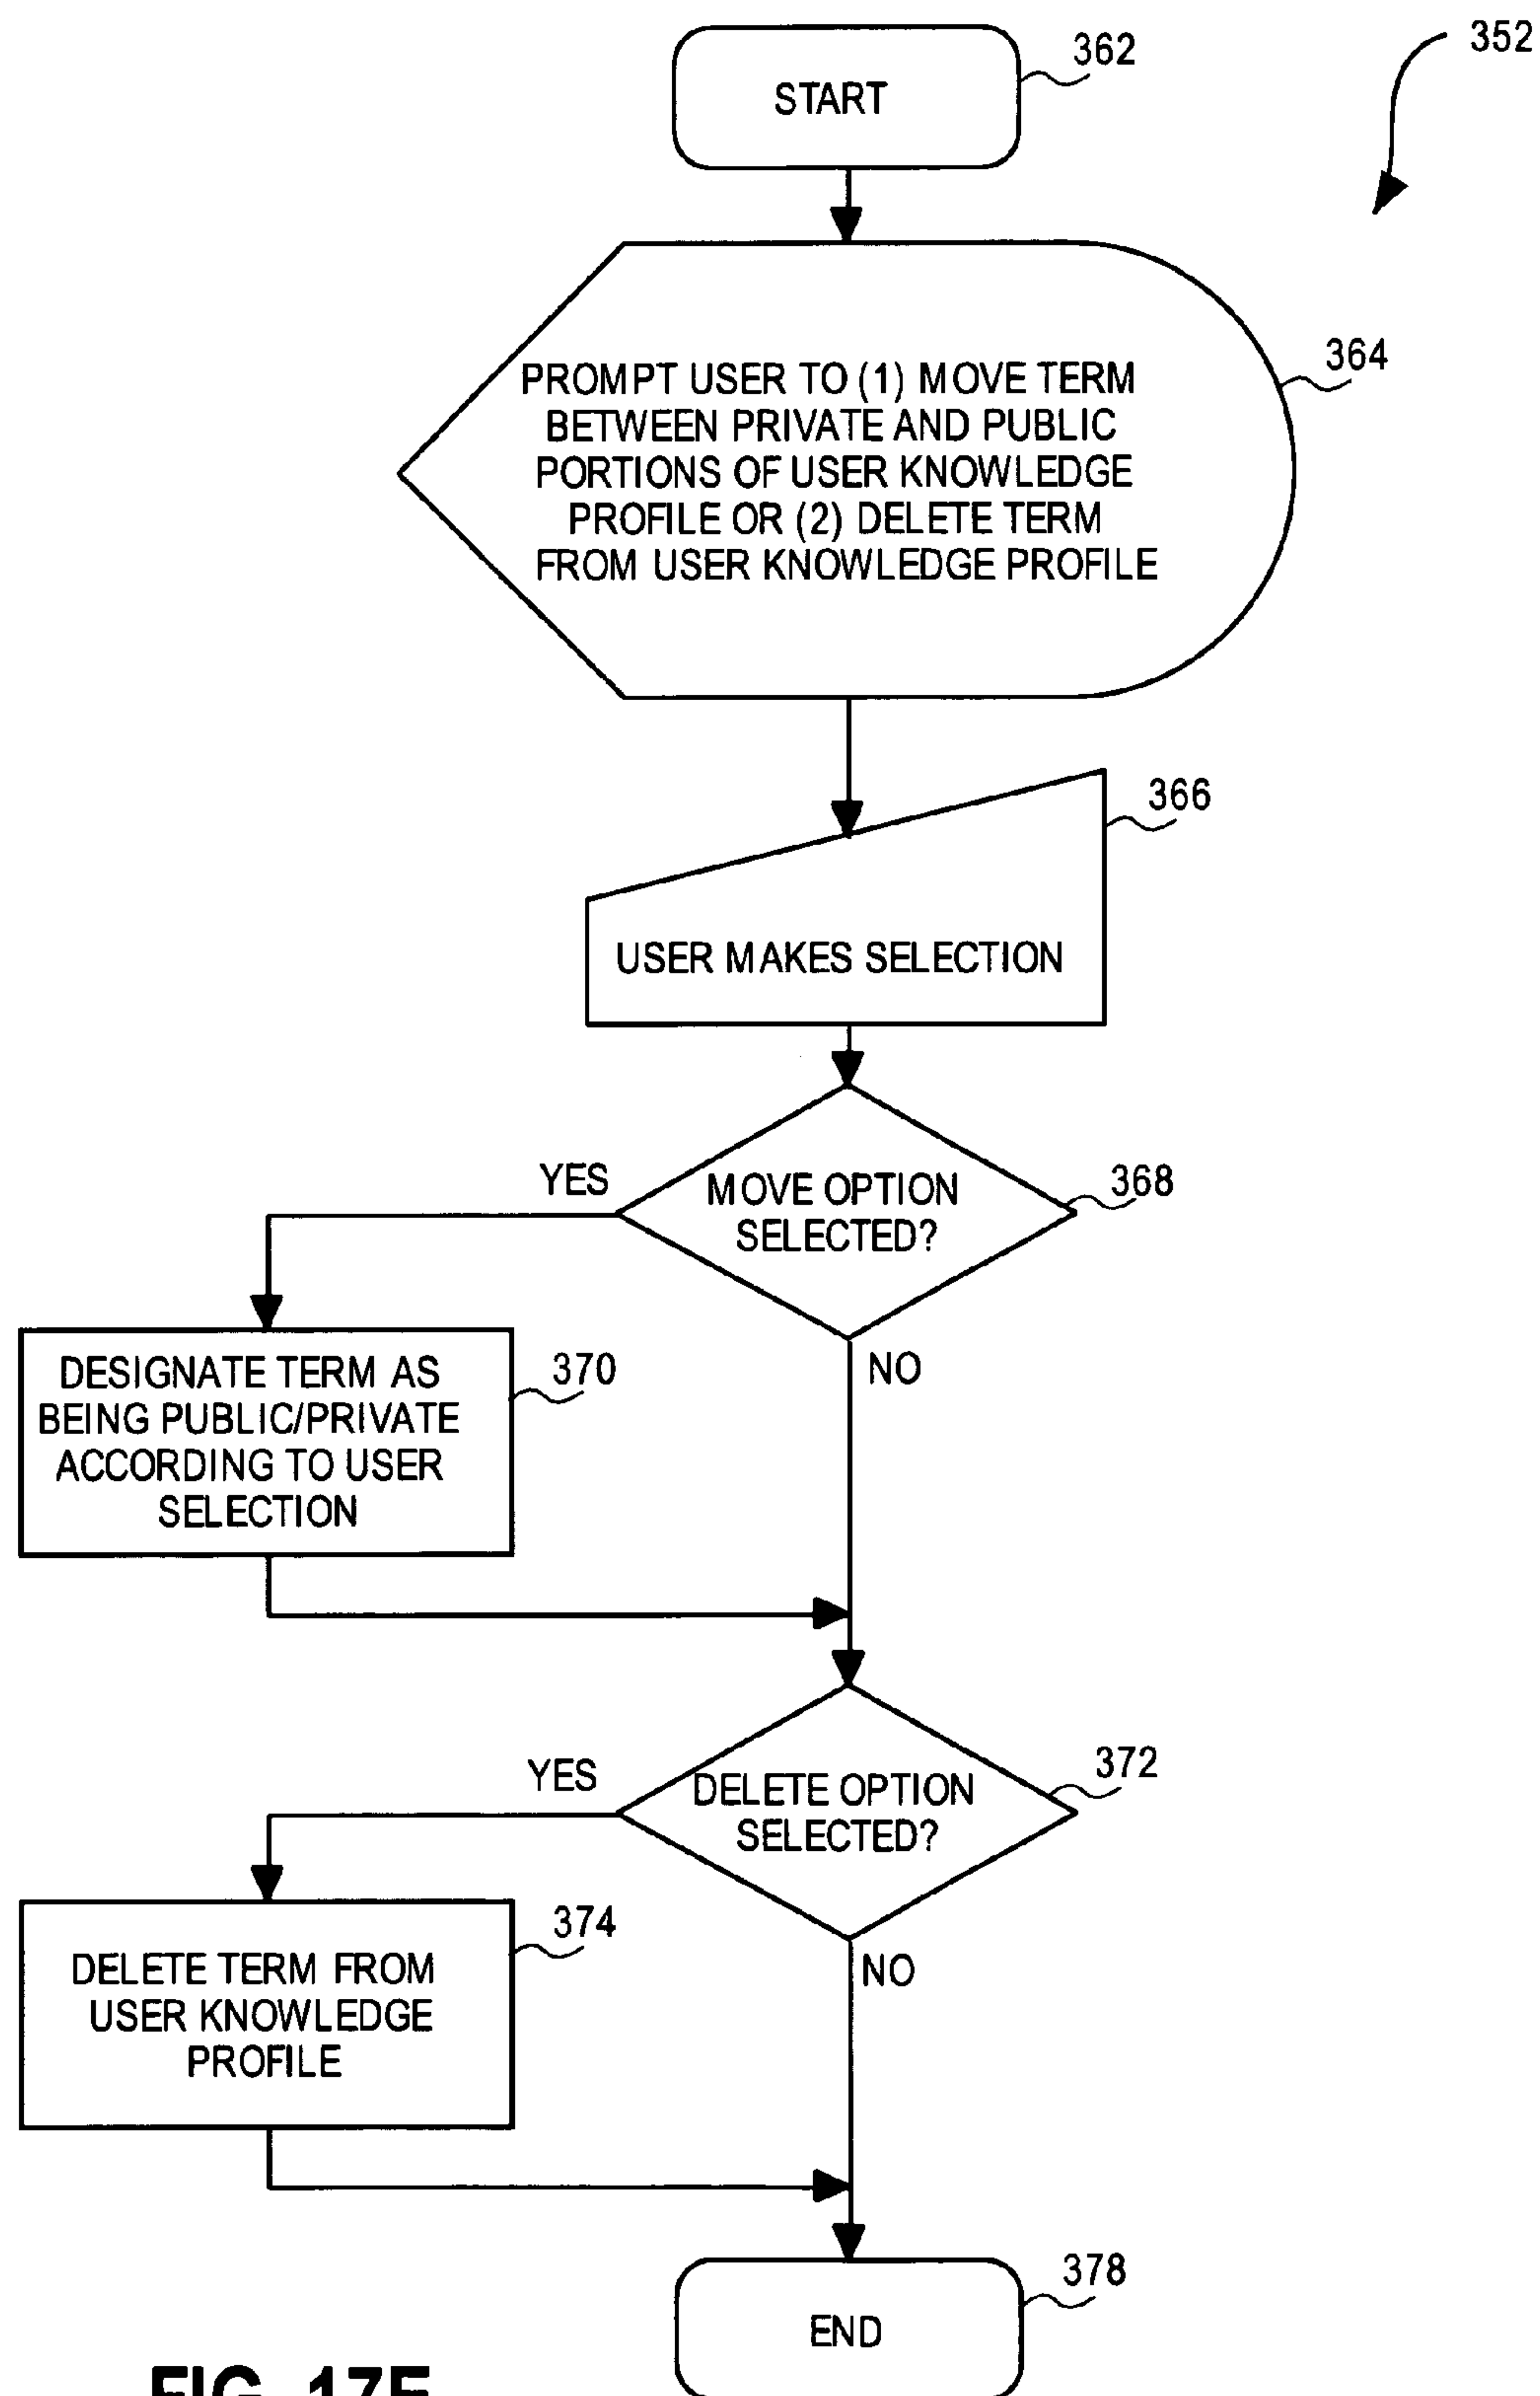 352
362
START
364
PROMPT USER TO (1) MOVE TERM
BETWEEN PRIVATE AND PUBLIC
PORTIONS OF USER KNOWLEDGE
PROFILE OR (2) DELETE TERM
FROM USER KNOWLEDGE PROFILE
366
USER MAKES SELECTION
368
YES
MOVE OPTION
SELECTED?
NO
370
DESIGNATE TERM AS
BEING PUBLIC/PRIVATE
ACCORDING TO USER
SELECTION
372
YES
DELETE OPTION
SELECTED?
NO
374
DELETE TERM FROM
USER KNOWLEDGE
PROFILE
378
END
FIG. 17E